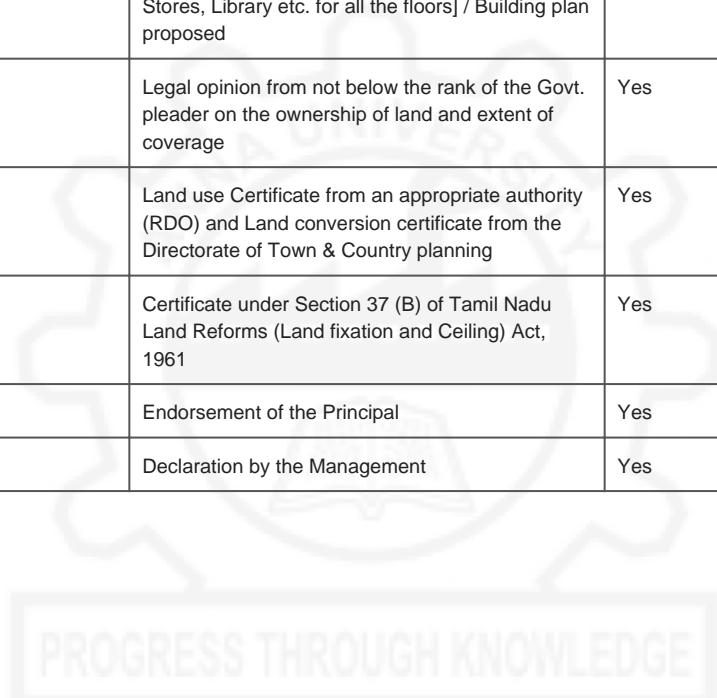 Stores, Library etc. for all the floors] / Building plan
proposed
Legal opinion from not below the rank of the Govt. Yes
pleader on the ownership of land and extent of
coverage
Land use Certificate from an appropriate authority Yes
(RDO) and Land conversion certificate from the
Directorate of Town & Country planning
Certificate under Section 37 (B) of Tamil Nadu Yes
Land Reforms (Land fixation and Ceiling) Act,
1961
Endorsement of the Principal Yes
Declaration by the Management Yes
PROGRESS THROUGH KNOWLEDGE